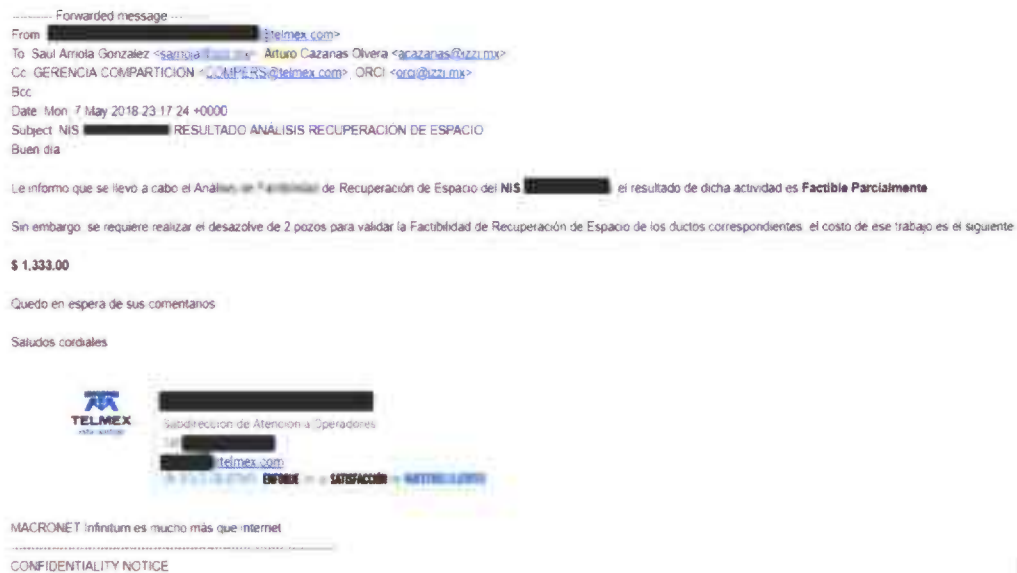 ---------- Forwarded message ---
From @telmex.com>
To Saul Arriola Gonzalez < Arturo Cazanas Olvera <acazanas@izzi.mx>
Cc GERENCIA COMPARTICION <COMPERS@telmex.com> ORCI <orci@izzi.mx>
Bcc
Date Mon 7 May 2018 23 17 24 +0000
Subject NIS RESULTADO ANÁLISIS RECUPERACION DE ESPACIO
Buen dia
Le informo que se llevó a cabo el de Recuperación de Espacio del NIS el resultado de dicha actividad es Factible Parcialmente
Sin embargo se requiere realizar el desazolve de 2 pozos para validar la Factibilidad de Recuperación de Espacio de los ductos correspondientes el costo de ese trabajo es el siguiente
$ 1,333.00
Quedo en espera de sus comentarios
Saludos cordiales
TELMEX
Subdirección de Atención a Operadores
Tel
telmex.com
ENFOQUE SATISFACCIÓN
MACRONET Infinitum es mucho más que internet
CONFIDENTIALITY NOTICE